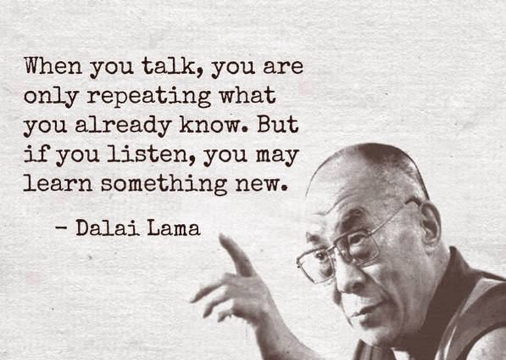 When you talk, you are
only repeating what
you already know. But
if you listen, you may
learn something new.
- Dalai Lama